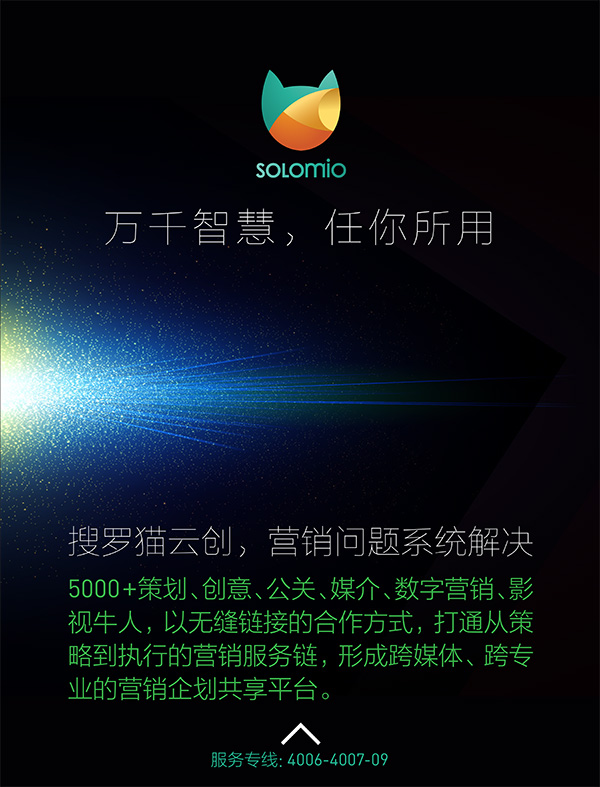 SOLOMIO
万千智慧，任你所用
搜罗猫云创，营销问题系统解决
5000+策划、创意、公关、媒介、数字营销、影
视牛人，以无缝链接的合作方式，打通从策
略到执行的营销服务链，形成跨媒体、跨专
业的营销企划共享平台。
服务专线: 4006-4007-09